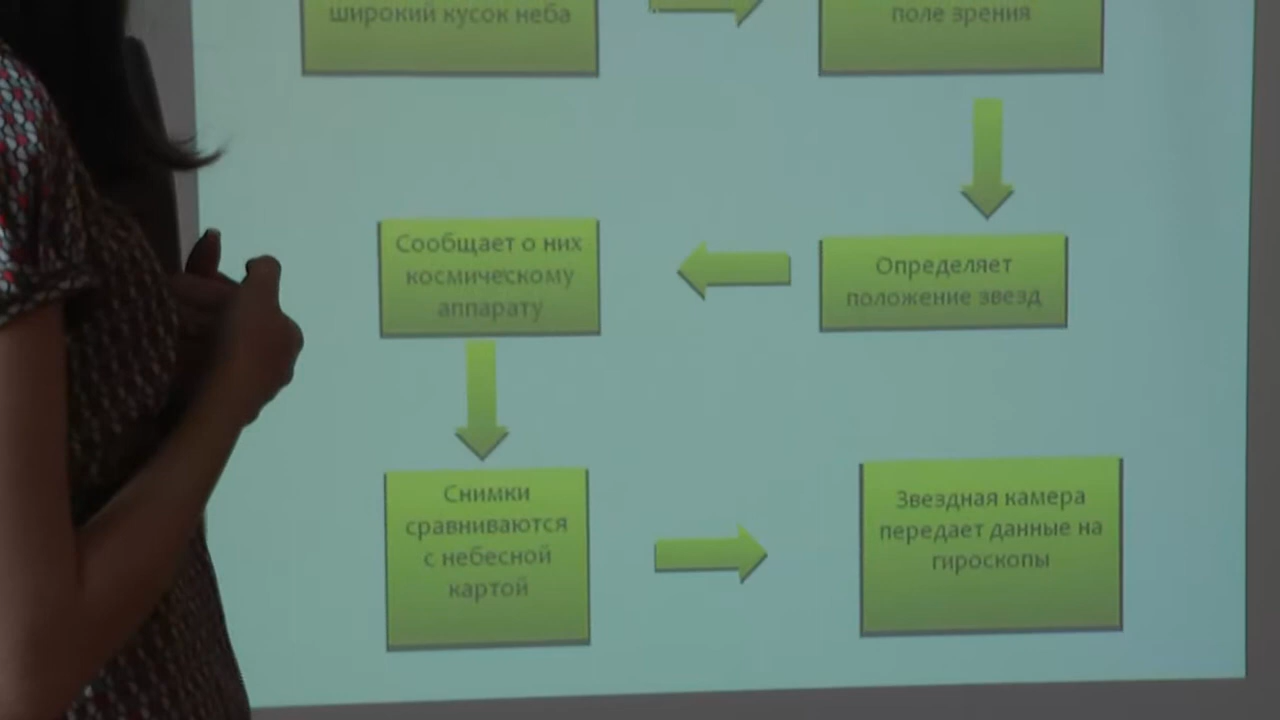 широкий кусок неба
поле зрения
Определяет
положение звезд
Сообщает о них
космическому
аппарату
Снимки
сравниваются
с небесной
картой
Звездная камера
передает данные на
гироскопы